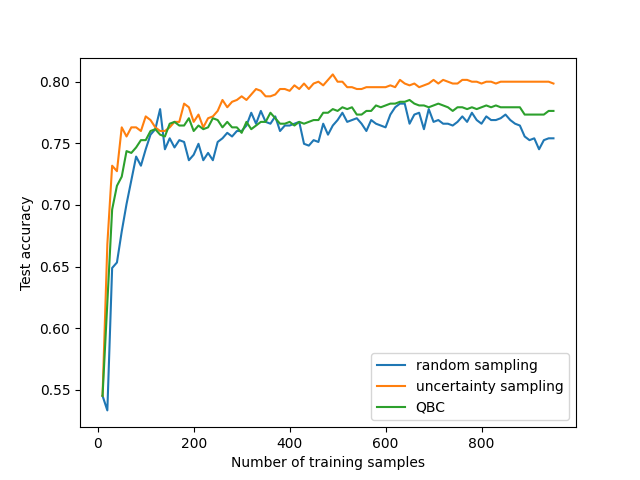 0.80
0.75
0.70
0.65
0.60
0.55
Test accuracy
0 200 400 600 800
Number of training samples
random sampling
uncertainty sampling
QBC